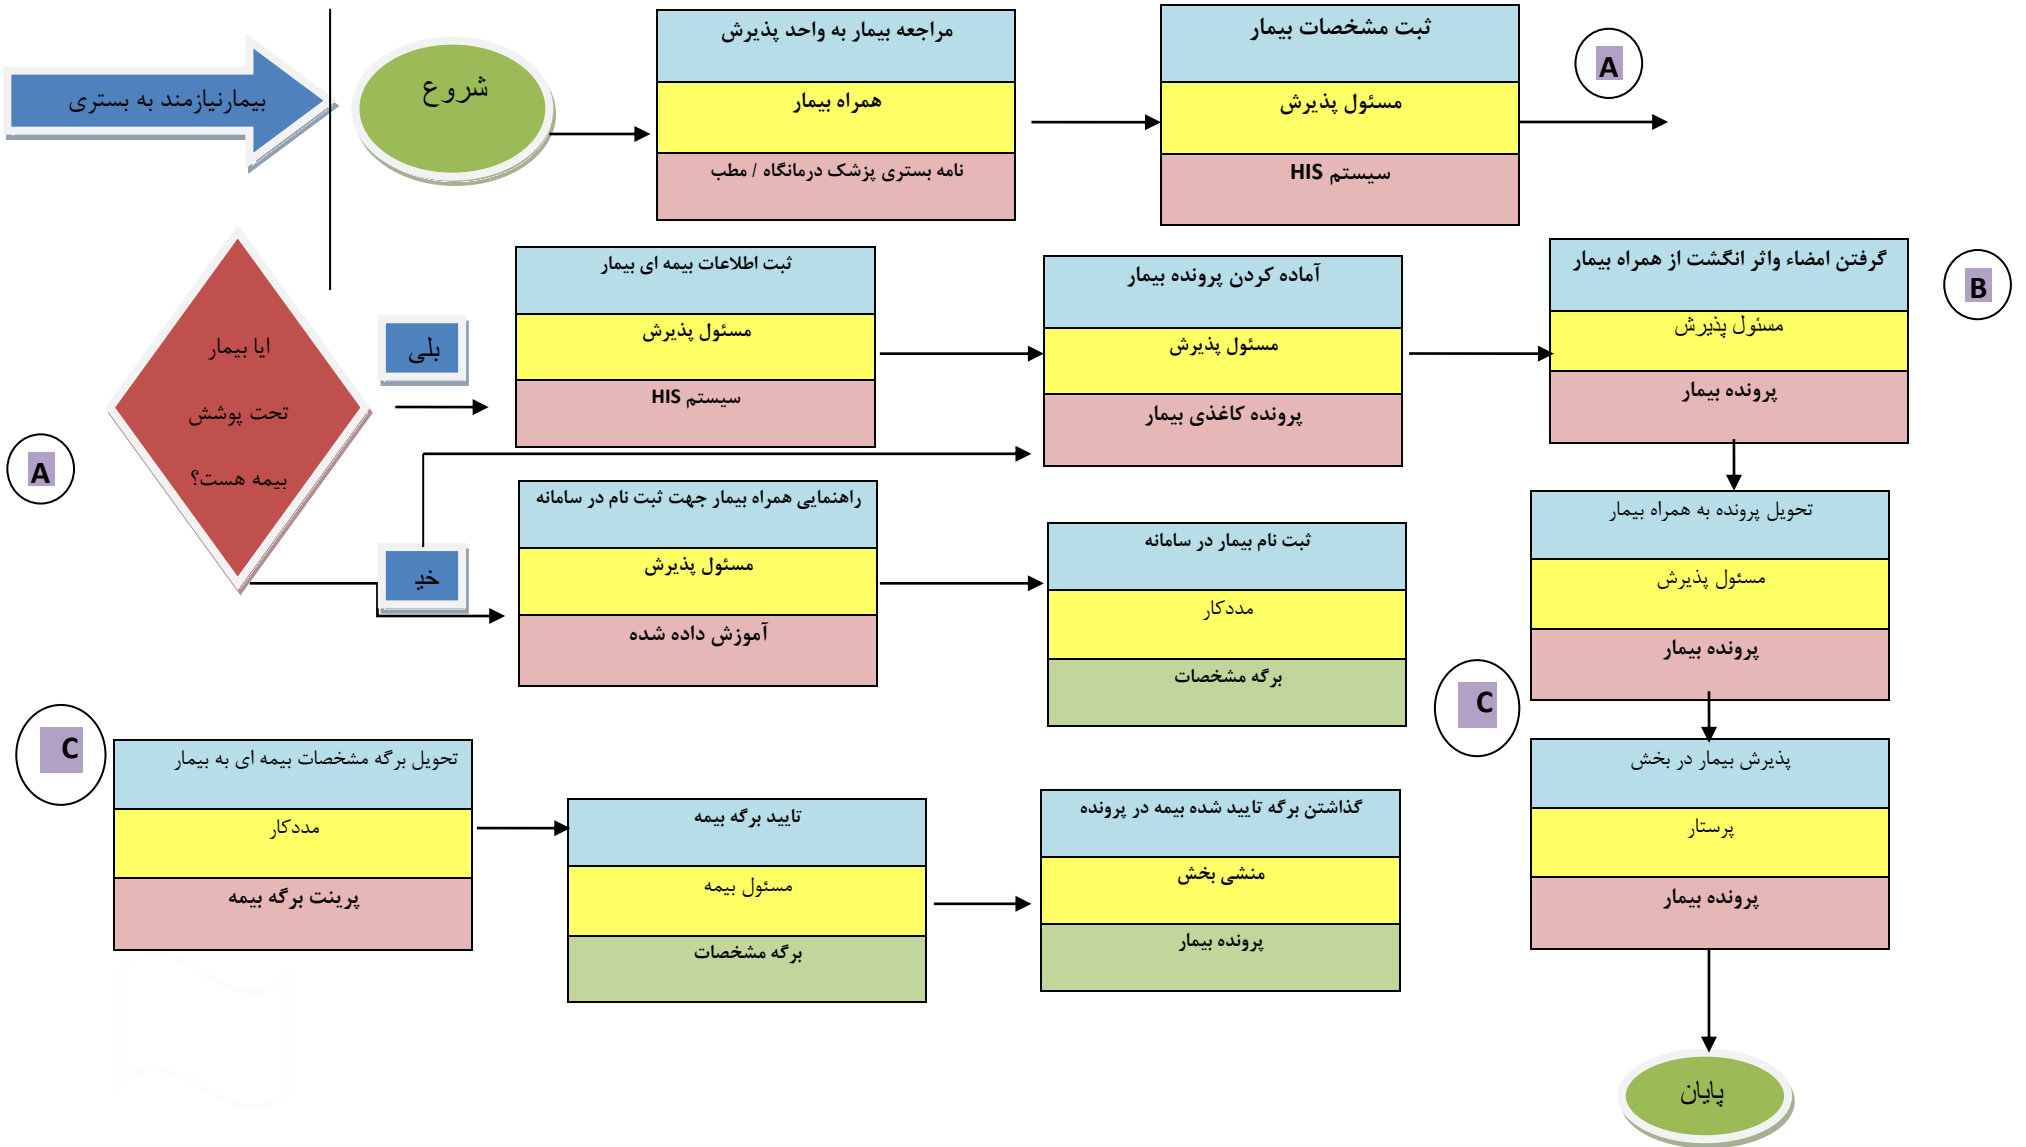 بیمارنیازمند به بستری
شروع
مراجعه بیمار به واحد پذیرش
همراه بیمار
نامه بستری پزشک درمانگاه / مطب
ثبت مشخصات بیمار
مسئول پذیرش
سیستم HIS
A
A
ایا بیمار
تحت پوشش
بیمه هست؟
بلی
ثبت اطلاعات بیمه ای بیمار
مسئول پذیرش
سیستم HIS
آماده کردن پرونده بیمار
مسئول پذیرش
پرونده کاغذی بیمار
گرفتن امضاء واثر انگشت از همراه بیمار
مسئول پذیرش
پرونده بیمار
B
خیـ
راهنمایی همراه بیمار جهت ثبت نام در سامانه
مسئول پذیرش
آموزش داده شده
ثبت نام بیمار در سامانه
مددکار
برگه مشخصات
C
تحویل پرونده به همراه بیمار
مسئول پذیرش
پرونده بیمار
C
تحویل برگه مشخصات بیمه ای به بیمار
مددکار
پرینت برگه بیمه
تایید برگه بیمه
مسئول بیمه
برگه مشخصات
گذاشتن برگه تایید شده بیمه در پرونده
منشی بخش
پرونده بیمار
پذیرش بیمار در بخش
پرستار
پرونده بیمار
پایان